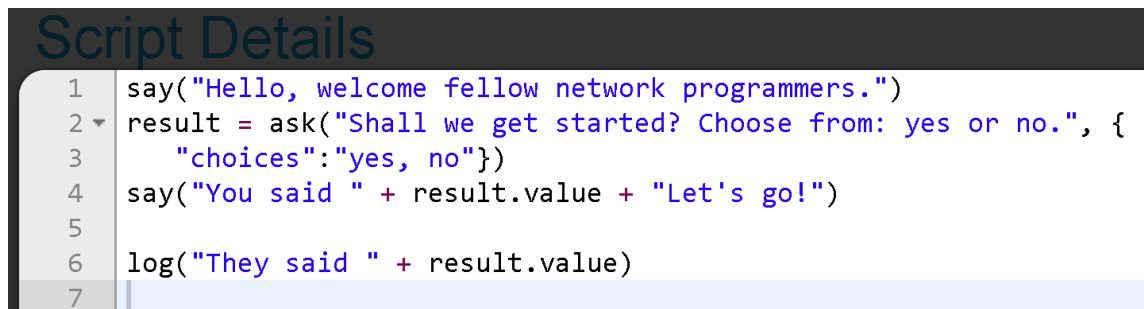 Script Details
1 say("Hello, welcome fellow network programmers.")
2 result = ask("Shall we get started? Choose from: yes or no.", {
3 "choices":"yes, no"})
4 say("You said " + result.value + "Let's go!")
5
6 log("They said " + result.value)
7